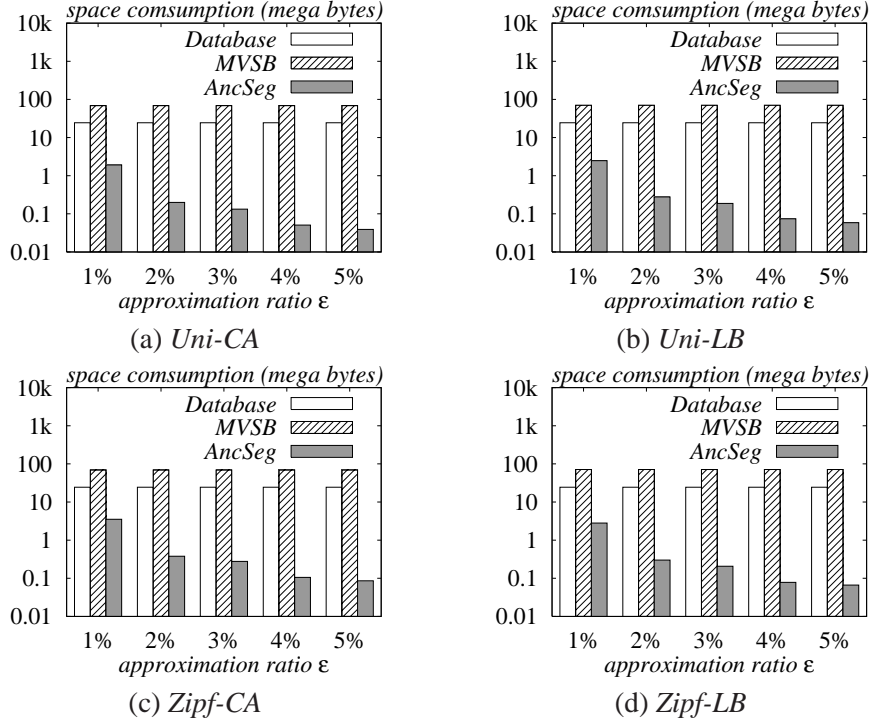 space comsumption (mega bytes)
10k
Database
1k
MVSB
100
AncSeg
10
1
0.1
0.01
1% 2% 3% 4% 5%
approximation ratio ε
(a) Uni-CA
space comsumption (mega bytes)
10k
Database
1k
MVSB
100
AncSeg
10
1
0.1
0.01
1% 2% 3% 4% 5%
approximation ratio ε
(b) Uni-LB
space comsumption (mega bytes)
10k
Database
1k
MVSB
100
AncSeg
10
1
0.1
0.01
1% 2% 3% 4% 5%
approximation ratio ε
(c) Zipf-CA
space comsumption (mega bytes)
10k
Database
1k
MVSB
100
AncSeg
10
1
0.1
0.01
1% 2% 3% 4% 5%
approximation ratio ε
(d) Zipf-LB